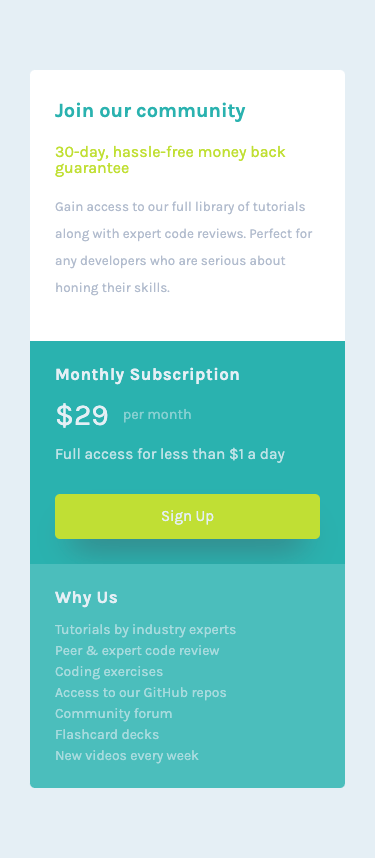 Join our community
30-day, hassle-free money back
guarantee
Gain access to our full library of tutorials
along with expert code reviews. Perfect for
any developers who are serious about
honing their skills.
Monthly Subscription
$29 per month
Full access for less than $1 a day
Sign Up
Why Us
Tutorials by industry experts
Peer & expert code review
Coding exercises
Access to our GitHub repos
Community forum
Flashcard decks
New videos every week